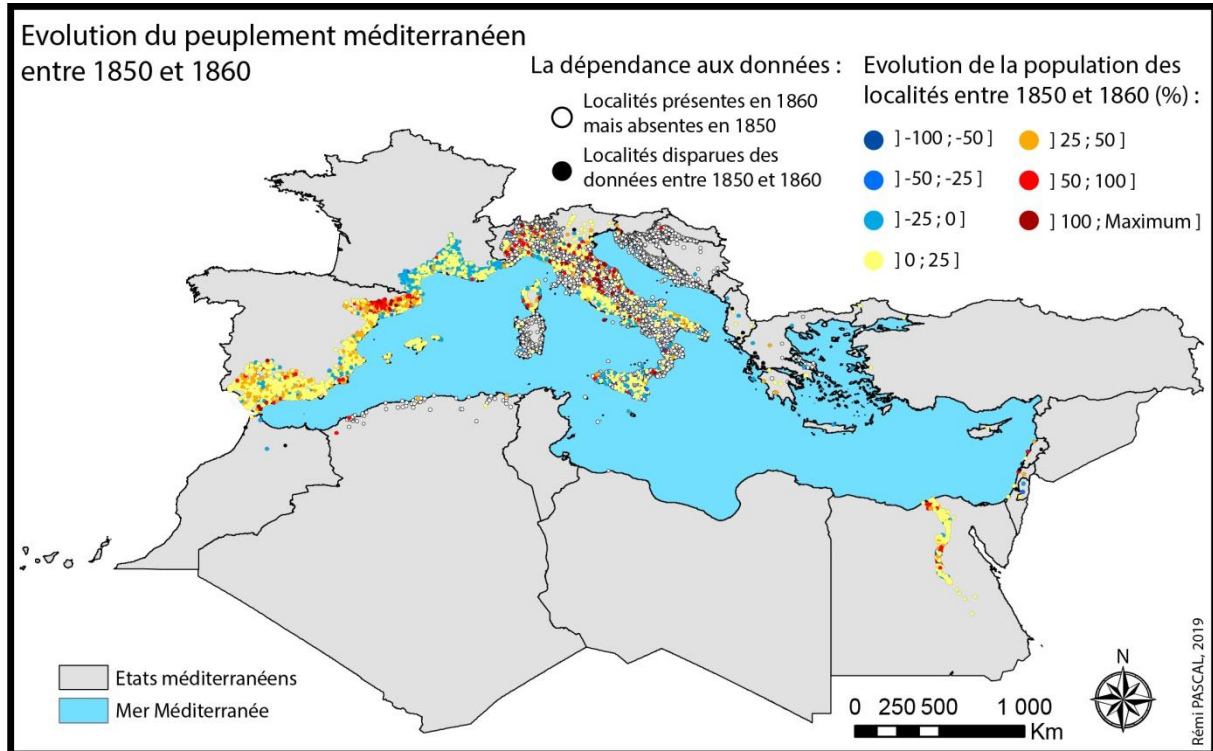 Evolution du peuplement méditerranéen
entre 1850 et 1860
La dépendance aux données :
Localités présentes en 1860
mais absentes en 1850
Localités disparues des
données entre 1850 et 1860
Evolution de la population des
localités entre 1850 et 1860 (%) :
] -100 ; -50 ]
] -50 ; -25 ]
] -25 ; 0 ]
] 0 ; 25 ]
] 25 ; 50 ]
] 50 ; 100 ]
] 100 ; Maximum ]
Etats méditerranéens
Mer Méditerranée
0 250 500 1 000
Km
N
Rémi PASCAL, 2019